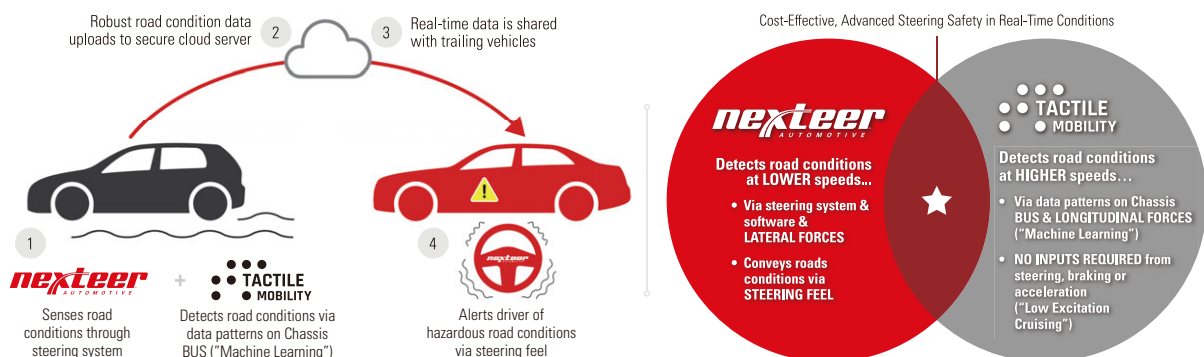 Robust road condition data
uploads to secure cloud server
2
3
Real-time data is shared
with trailing vehicles
1
nexteer
AUTOMOTIVE
Senses road
conditions through
steering system
+
TACTILE
MOBILITY
Detects road conditions via
data patterns on Chassis
BUS ("Machine Learning")
4
nexteer
Alerts driver of
hazardous road conditions
via steering feel
Cost-Effective, Advanced Steering Safety in Real-Time Conditions
nexteer
AUTOMOTIVE
Detects road conditions
at LOWER speeds...
• Via steering system &
software &
LATERAL FORCES
• Conveys roads
conditions via
STEERING FEEL
TACTILE
MOBILITY
Detects road conditions
at HIGHER speeds...
• Via data patterns on Chassis
BUS & LONGITUDINAL FORCES
("Machine Learning")
• NO INPUTS REQUIRED from
steering, braking or
acceleration
("Low Excitation
Cruising")